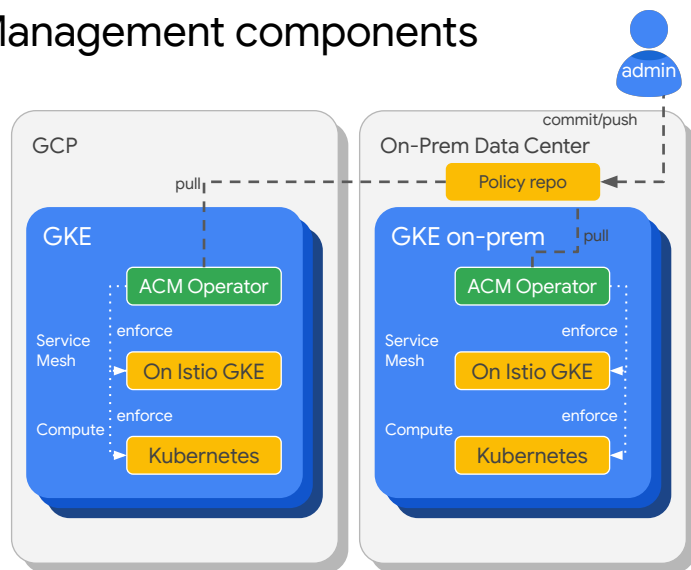 Management components
admin
commit/push
GCP
On-Prem Data Center
pull
Policy repo
GKE
GKE on-prem
pull
ACM Operator
ACM Operator
enforce
enforce
Service
Mesh
Service
Mesh
On Istio GKE
On Istio GKE
enforce
enforce
Compute
Compute
Kubernetes
Kubernetes